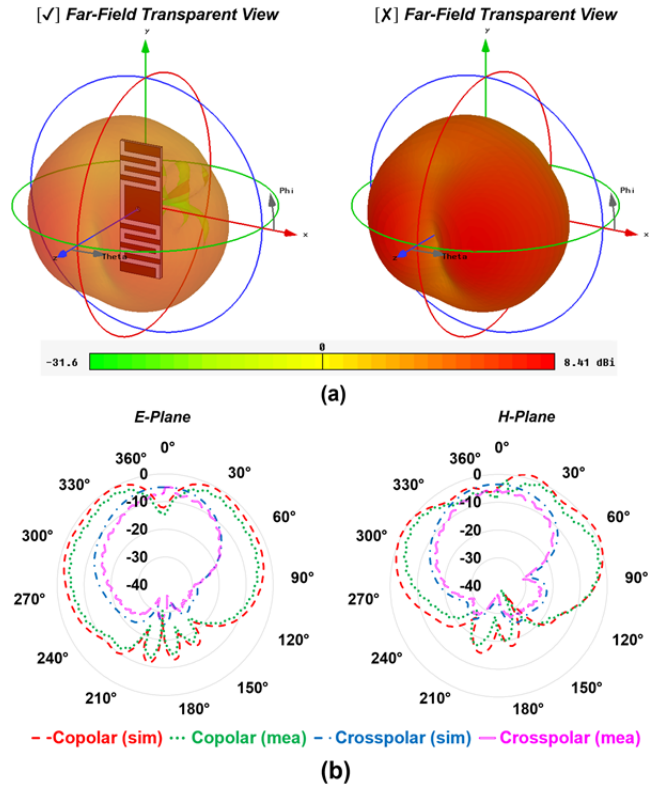 [✓] Far-Field Transparent View
[X] Far-Field Transparent View
y
Phi
x
z
Theta
y
Phi
x
z
Theta
-31.6
0
8.41 dBi
(a)
E-Plane
H-Plane
0°
360°
30°
330°
60°
300°
90°
270°
120°
240°
150°
210°
180°
0
-10
-20
-30
-40
0°
360°
30°
330°
60°
300°
90°
270°
120°
240°
150°
210°
180°
0
-10
-20
-30
-40
Copolar (sim) Copolar (mea) Crosspolar (sim) Crosspolar (mea)
(b)